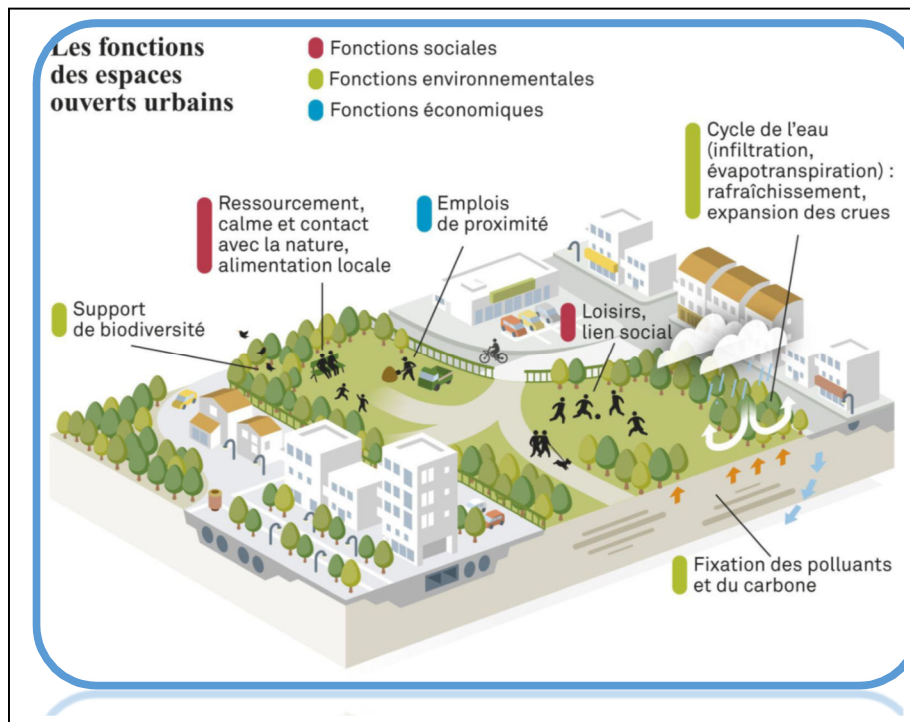 Les fonctions
des espaces
ouverts urbains
Fonctions sociales
Fonctions environnementales
Fonctions économiques
Cycle de l'eau
(infiltration,
évapotranspiration) :
rafraîchissement,
expansion des crues
Ressourcement,
calme et contact
avec la nature,
alimentation locale
Emplois
de proximité
Support
de biodiversité
Loisirs,
lien social
Fixation des polluants
et du carbone